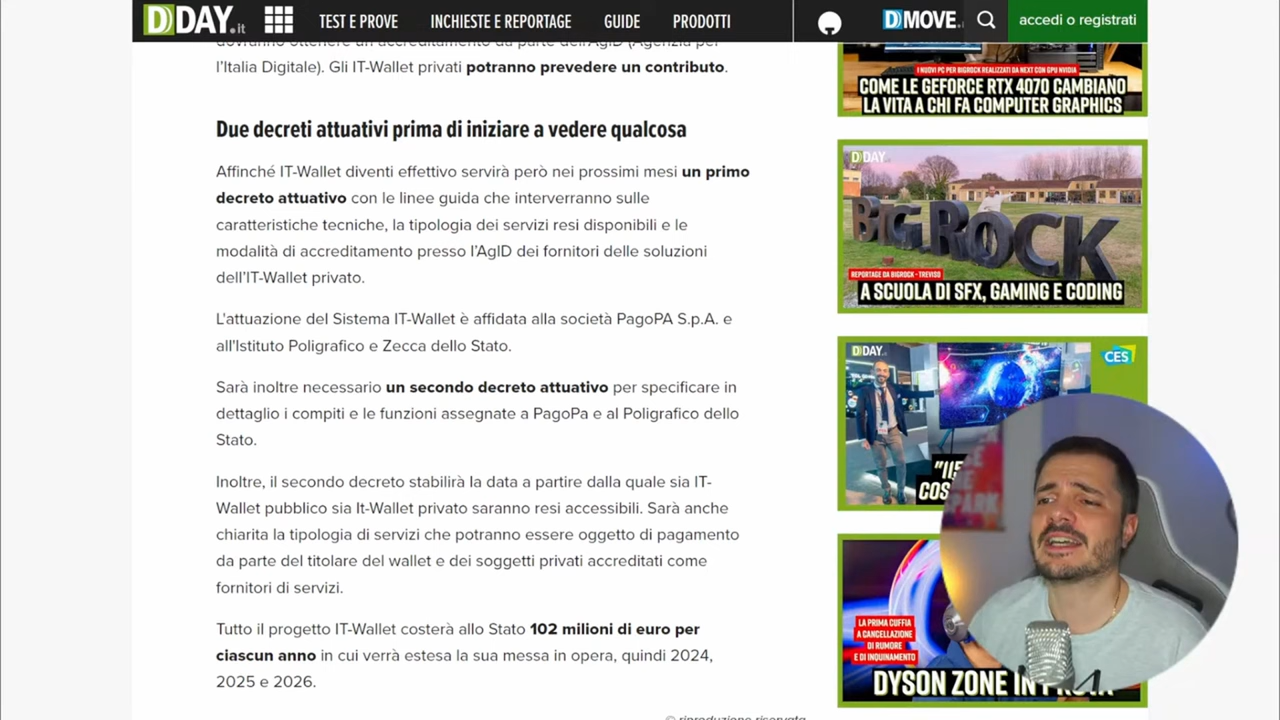 DDAY.it
TEST E PROVE
INCHIESTE E REPORTAGE
GUIDE
PRODOTTI
DMOVE.
accedi o registrati
dovranno ottenere un accreditamento da parte dell'AgID (Agenzia per
l'Italia Digitale). Gli IT-Wallet privati potranno prevedere un contributo.
Due decreti attuativi prima di iniziare a vedere qualcosa
Affinché IT-Wallet diventi effettivo servirà però nei prossimi mesi un primo
decreto attuativo con le linee guida che interverranno sulle
caratteristiche tecniche, la tipologia dei servizi resi disponibili e le
modalità di accreditamento presso l'AgID dei fornitori delle soluzioni
dell'IT-Wallet privato.
L'attuazione del Sistema IT-Wallet è affidata alla società PagoPA S.p.A. e
all'Istituto Poligrafico e Zecca dello Stato.
Sarà inoltre necessario un secondo decreto attuativo per specificare in
dettaglio i compiti e le funzioni assegnate a PagoPa e al Poligrafico dello
Stato.
Inoltre, il secondo decreto stabilirà la data a partire dalla quale sia IT-
Wallet pubblico sia It-Wallet privato saranno resi accessibili. Sarà anche
chiarita la tipologia di servizi che potranno essere oggetto di pagamento
da parte del titolare del wallet e dei soggetti privati accreditati come
fornitori di servizi.
Tutto il progetto IT-Wallet costerà allo Stato 102 milioni di euro per
ciascun anno in cui verrà estesa la sua messa in opera, quindi 2024,
2025 e 2026.
© riproduzione riservata
I NUOVI PC PER BIGROCK REALIZZATI DA NEXT CON GPU NVIDIA
COME LE GEFORCE RTX 4070 CAMBIANO
LA VITA A CHI FA COMPUTER GRAPHICS
DDAY.it
BIG ROCK
REPORTAGE DA BIGROCK - TREVISO
A SCUOLA DI SFX, GAMING E CODING
DDAY.it
CES
"115
COS
LA PRIMA CUFFIA
A CANCELLAZIONE
DI RUMORE
E DI INQUINAMENTO
DYSON ZONE IN PROVA